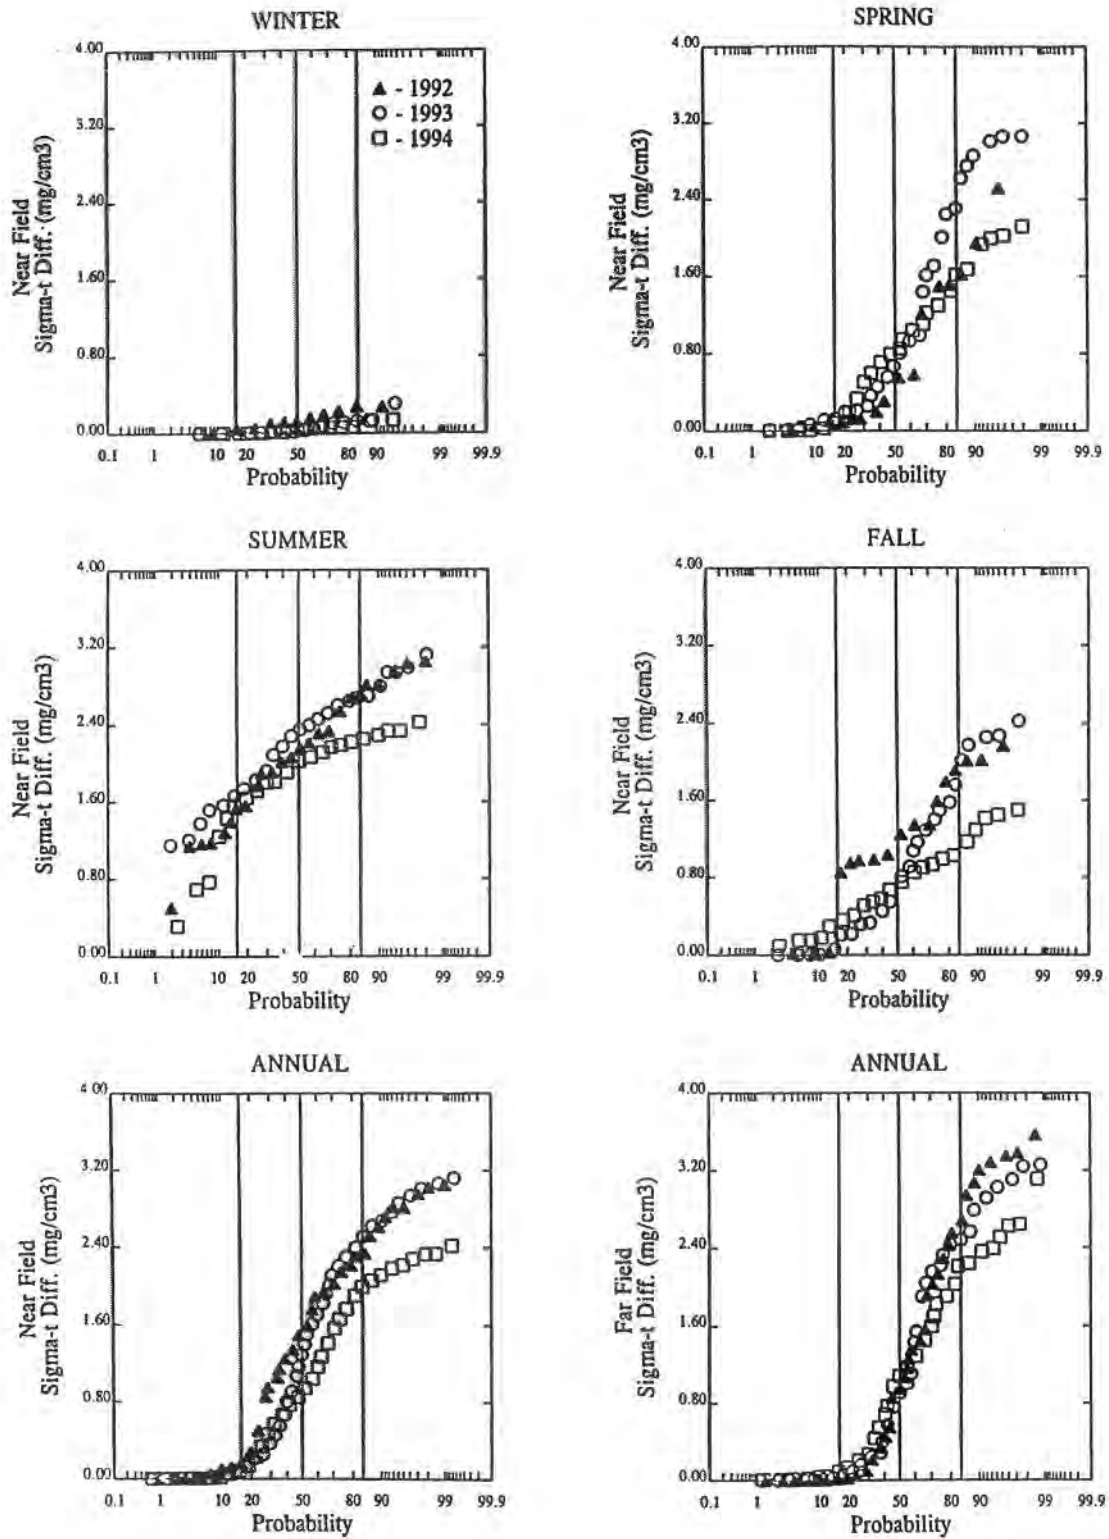 WINTER
4.00
3.20
2.40
1.60
0.80
0.00
Near Field
Sigma-t Diff. (mg/cm3)
▲ - 1992
○ - 1993
□ - 1994
0.1 1 10 20 50 80 90 99 99.9
Probability
SPRING
4.00
3.20
2.40
1.60
0.80
0.00
Near Field
Sigma-t Diff. (mg/cm3)
0.1 1 10 20 50 80 90 99 99.9
Probability
SUMMER
4.00
3.20
2.40
1.60
0.80
0.00
Near Field
Sigma-t Diff. (mg/cm3)
0.1 1 10 20 50 80 90 99 99.9
Probability
FALL
4.00
3.20
2.40
1.60
0.80
0.00
Near Field
Sigma-t Diff. (mg/cm3)
0.1 1 10 20 50 80 90 99 99.9
Probability
ANNUAL
4 00
3.20
2.40
1.60
0.80
0.00
Near Field
Sigma-t Diff. (mg/cm3)
0.1 1 10 20 50 80 90 99 99.9
Probability
ANNUAL
4.00
3.20
2.40
1.60
0.80
0.00
Far Field
Sigma-t Diff. (mg/cm3)
0.1 1 10 20 50 80 90 99 99.9
Probability